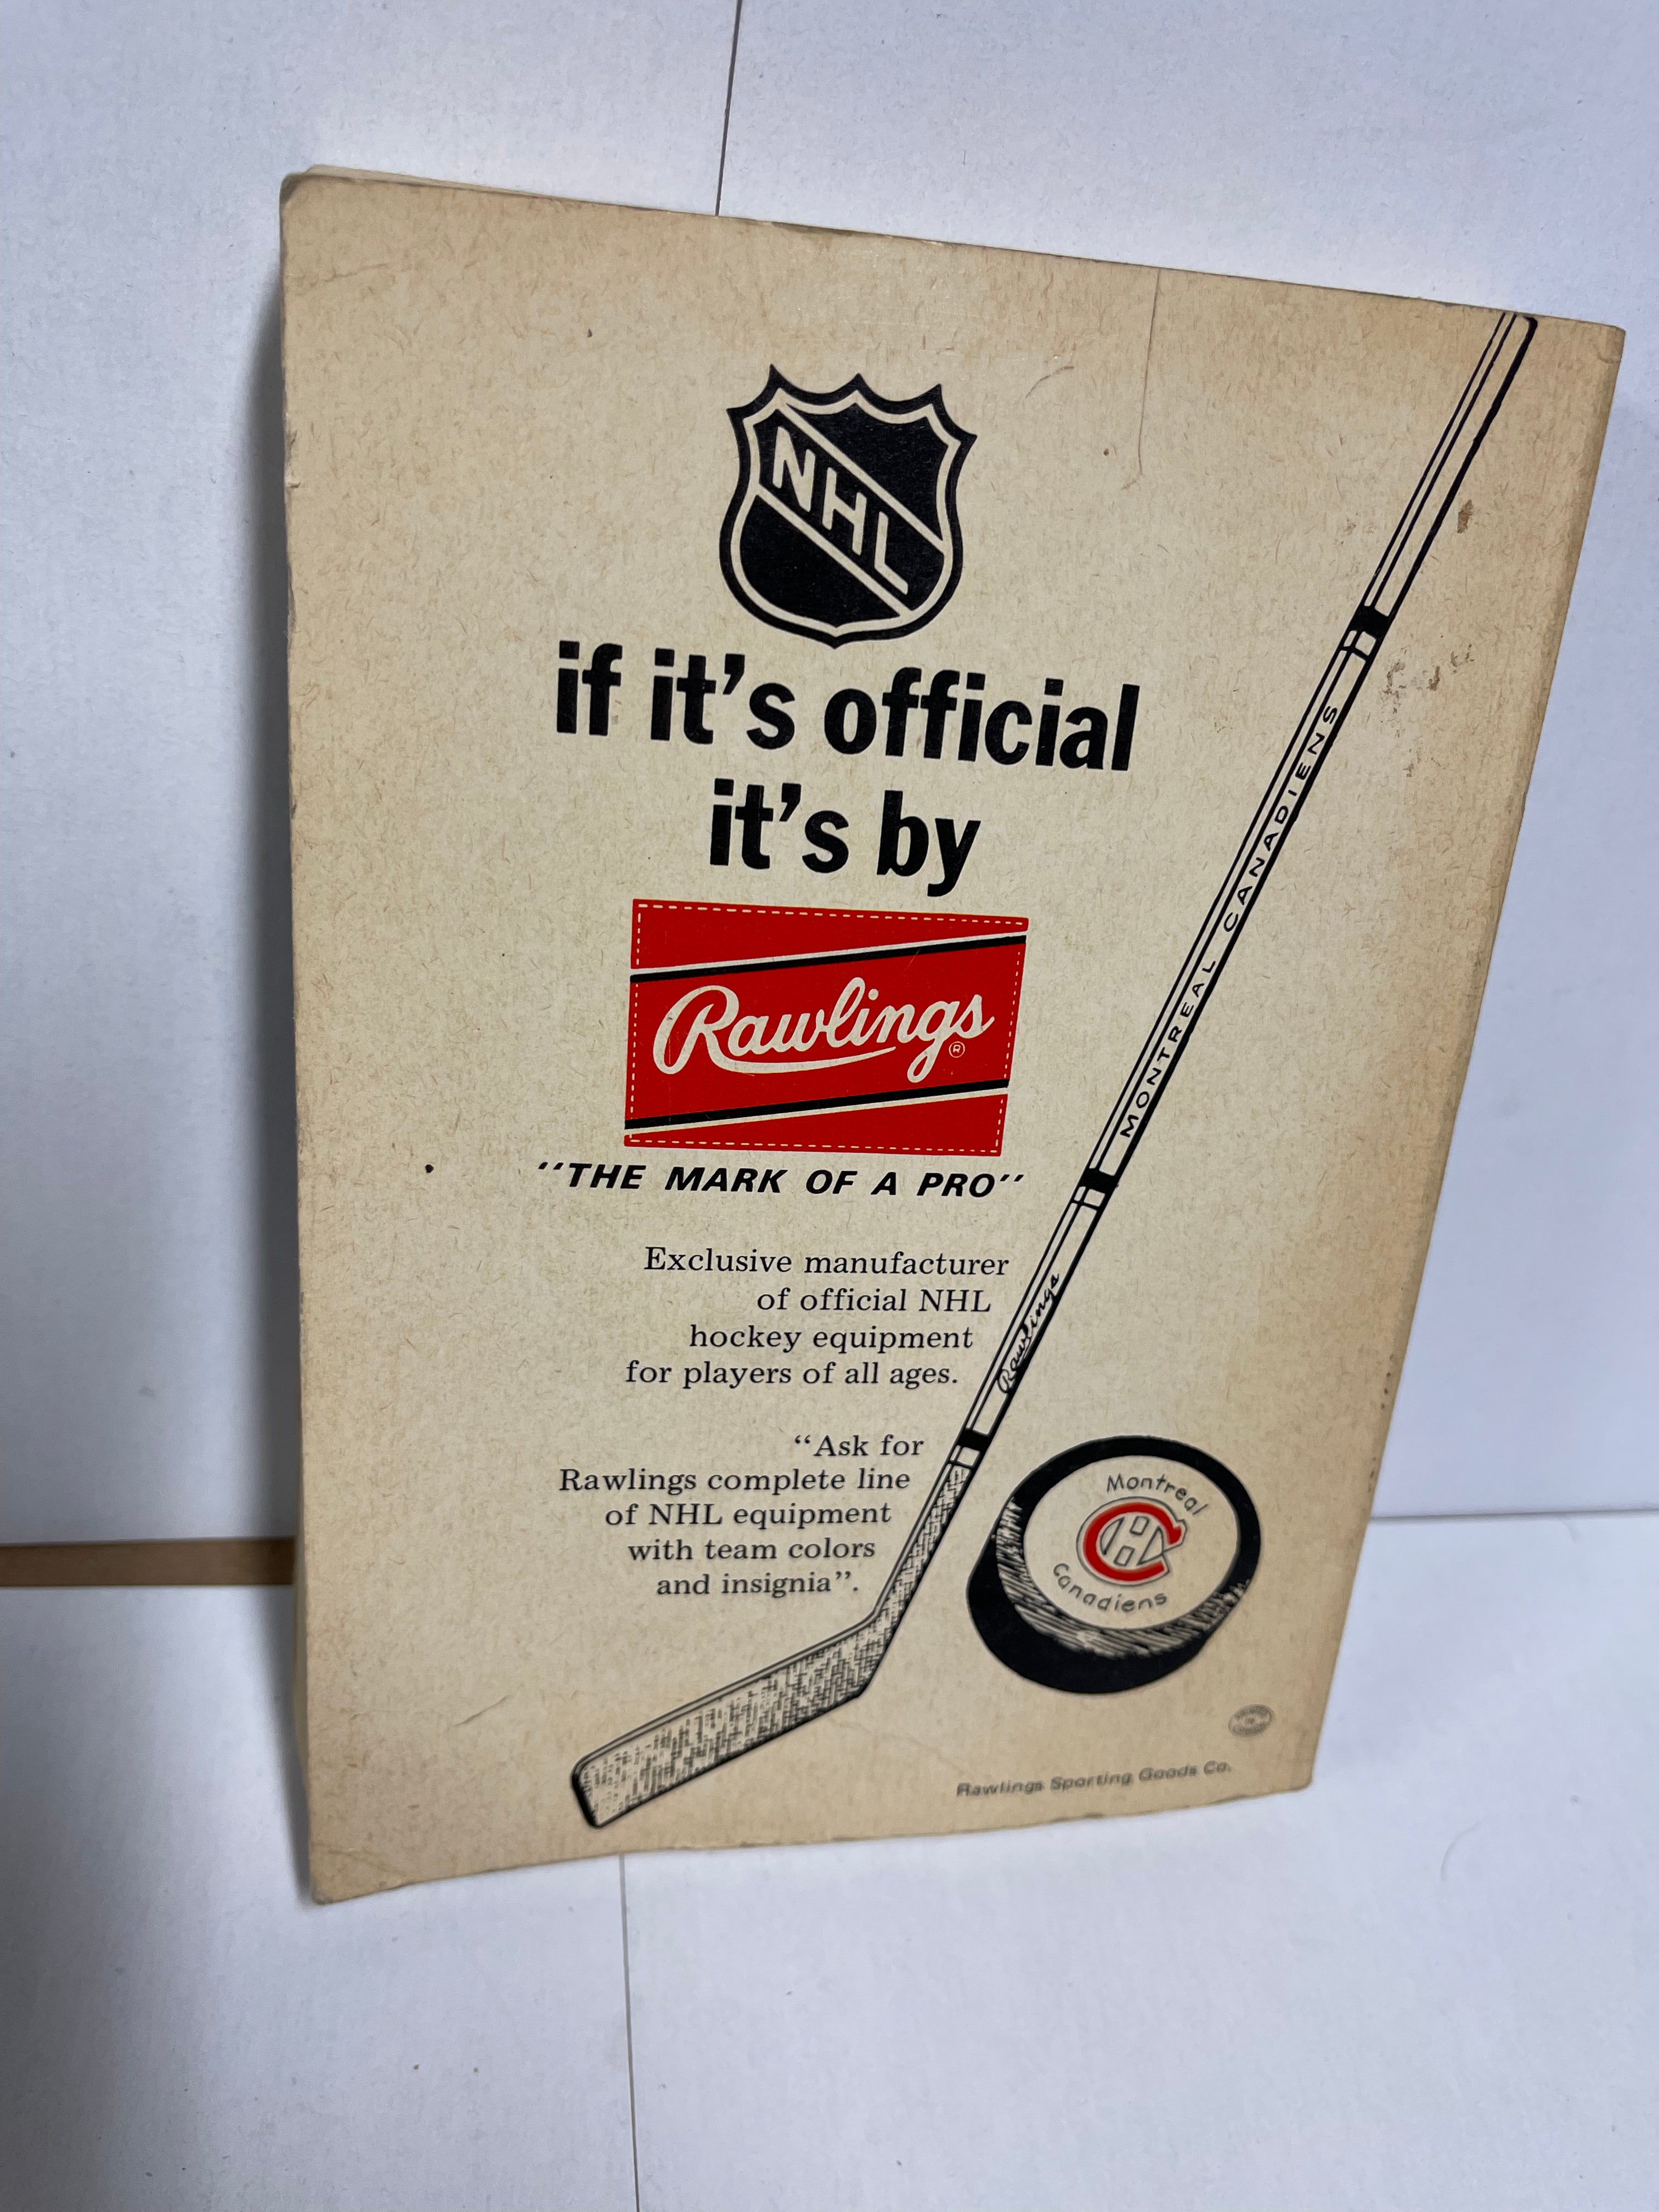 NHL
if it's official
it's by
Rawlings®
"THE MARK OF A PRO"
Exclusive manufacturer
of official NHL
hockey equipment
for players of all ages.
"Ask for
Rawlings complete line
of NHL equipment
with team colors
and insignia".
MONTREAL CANADIENS
Rawlings
Montreal
CH
Canadiens
Rawlings Sporting Goods Co.